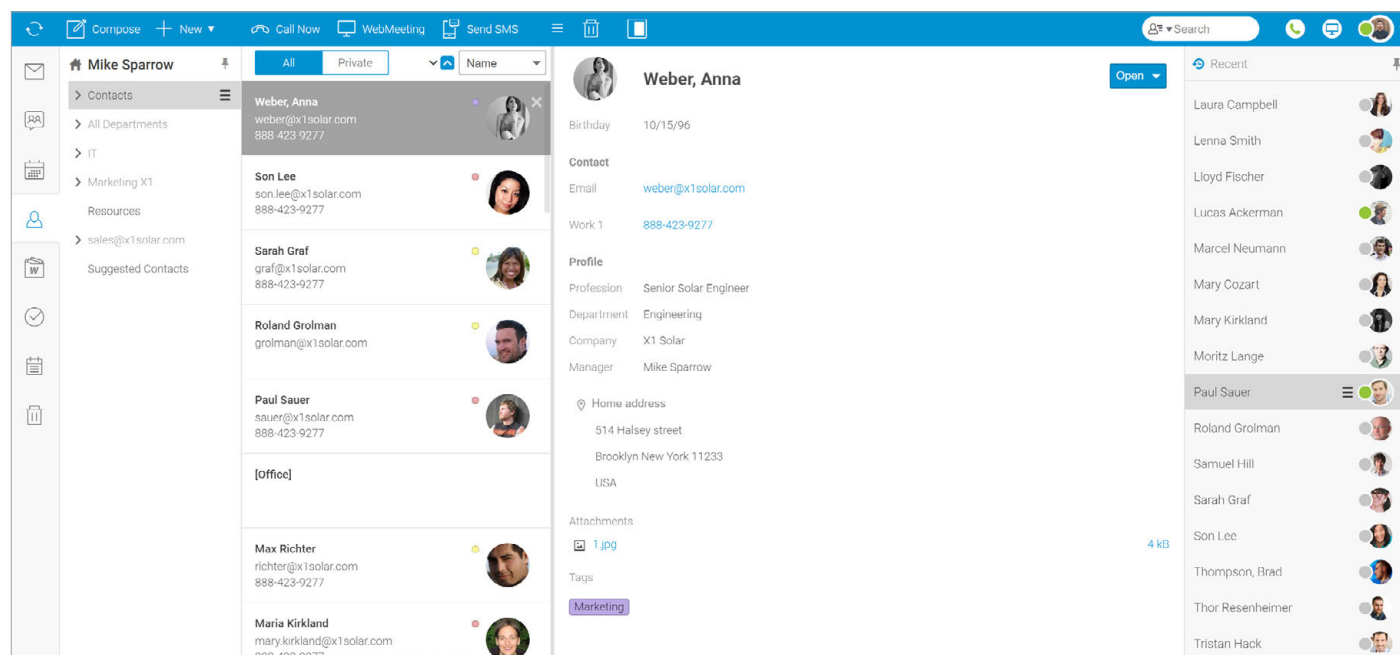 Compose New Call Now WebMeeting Send SMS Search
Mike Sparrow
Contacts
All Departments
IT
Marketing X1
Resources
sales@x1solar.com
Suggested Contacts
W
All Private Name
Weber, Anna
weber@x1solar.com
888-423-9277
Son Lee
son.lee@x1solar.com
888-423-9277
Sarah Graf
graf@x1solar.com
888-423-9277
Roland Grolman
grolman@x1solar.com
Paul Sauer
sauer@x1solar.com
888-423-9277
[Office]
Max Richter
richter@x1solar.com
888-423-9277
Maria Kirkland
mary.kirkland@x1solar.com
Weber, Anna
Open
Birthday 10/15/96
Contact
Email weber@x1solar.com
Work 1 888-423-9277
Profile
Profession Senior Solar Engineer
Department Engineering
Company X1 Solar
Manager Mike Sparrow
Home address
514 Halsey street
Brooklyn New York 11233
USA
Attachments
1.jpg 4 kB
Tags
Marketing
Recent
Laura Campbell
Lenna Smith
Lloyd Fischer
Lucas Ackerman
Marcel Neumann
Mary Cozart
Mary Kirkland
Moritz Lange
Paul Sauer
Roland Grolman
Samuel Hill
Sarah Graf
Son Lee
Thompson, Brad
Thor Resenheimer
Tristan Hack